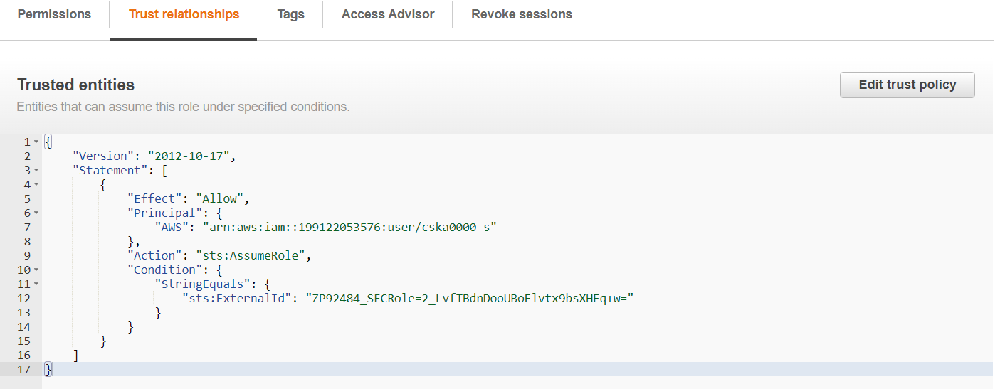 Permissions Trust relationships Tags Access Advisor Revoke sessions
Trusted entities
Edit trust policy
Entities that can assume this role under specified conditions.
1 {
2 "Version": "2012-10-17",
3 "Statement": [
4 {
5 "Effect": "Allow",
6 "Principal": {
7 "AWS": "arn:aws:iam::199122053576:user/cska0000-s"
8 },
9 "Action": "sts:AssumeRole",
10 "Condition": {
11 "StringEquals": {
12 "sts:ExternalId": "ZP92484_SFCRole=2_LvfTBdnDooUBoElvtx9bsXHFq+w="
13 }
14 }
15 }
16 ]
17 }